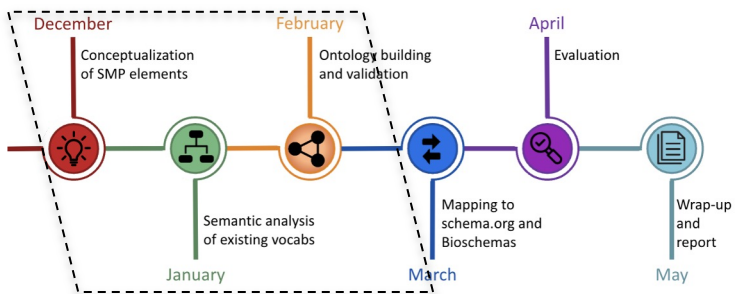 December
Conceptualization
of SMP elements
Semantic analysis
of existing vocabs
January
February
Ontology building
and validation
Mapping to
schema.org and
Bioschemas
March
April
Evaluation
Wrap-up
and
report
May